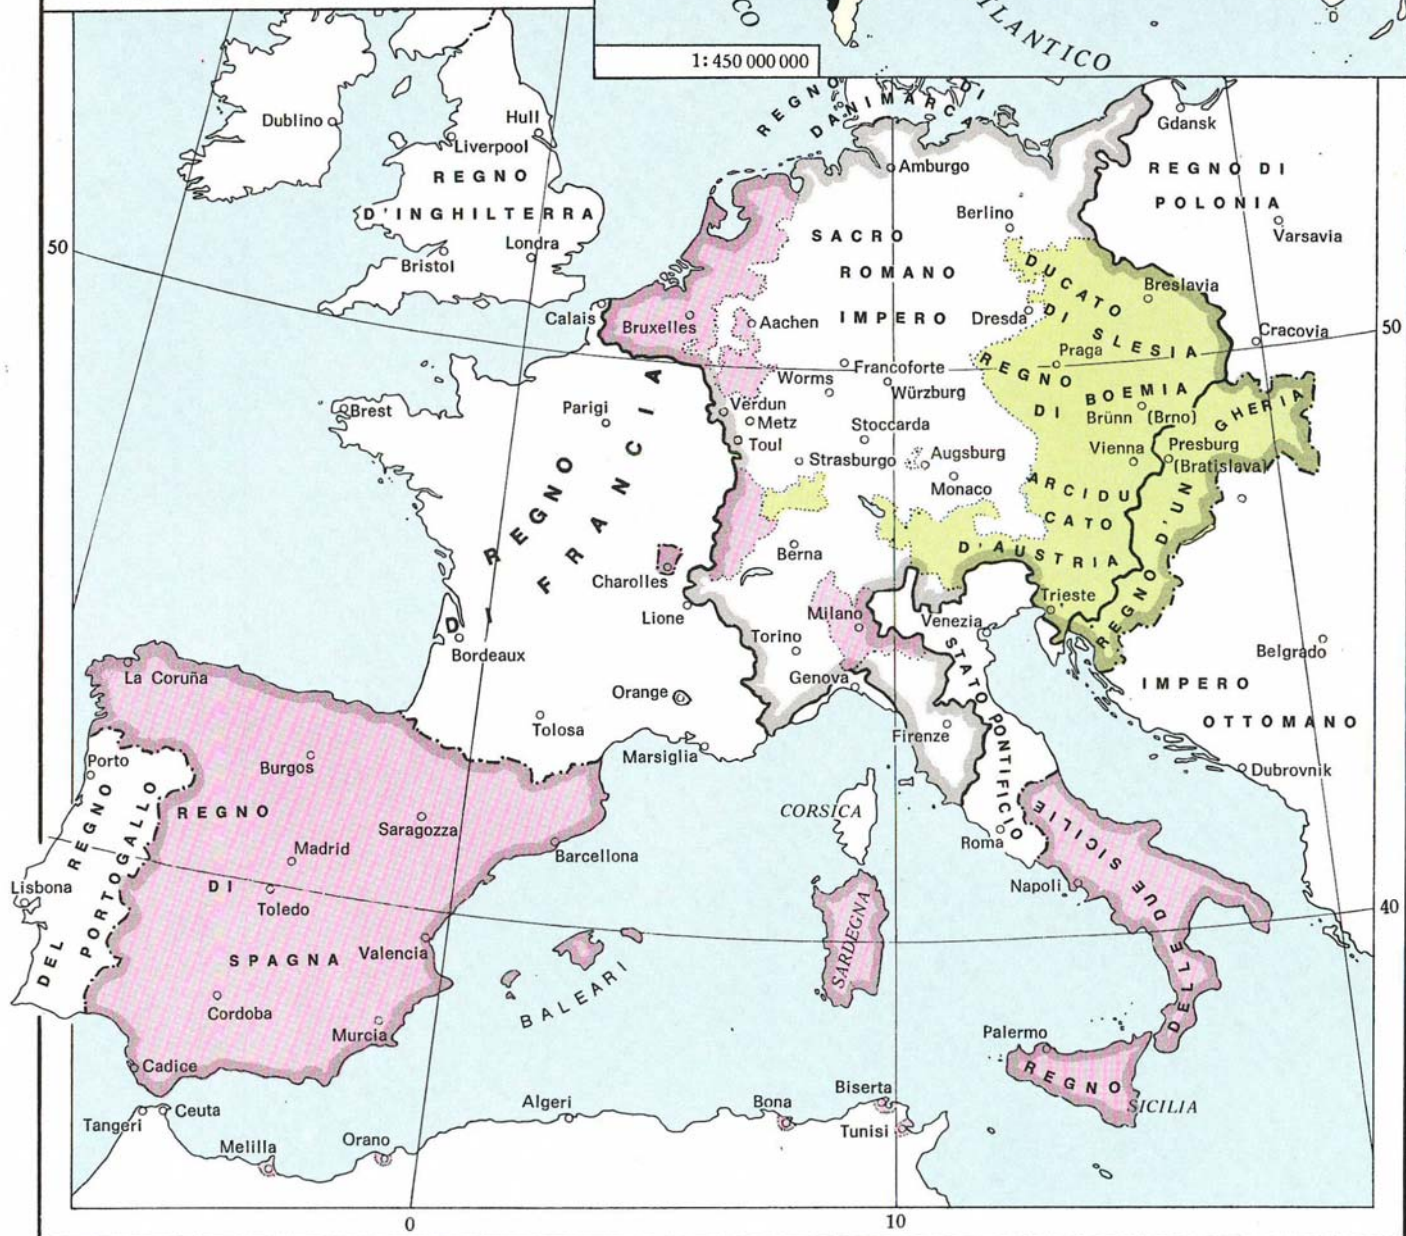 CO
TLANTICO
D
1:450 000 000
REGNO DI
DANIMARCA
Dublino
Hull
Liverpool
REGNO
D'INGHILTERRA
Londra
Bristol
50
Gdansk
REGNO DI
POLONIA
Varsavia
Amburgo
Berlino
SACRO
ROMANO
IMPERO
DUCATO
DI SLESIA
Breslavia
Dresda
Cracovia
50
Calais
Bruxelles
Aachen
Praga
REGNO
DI BOEMIA
Francoforte
Worms
Würzburg
Brünn (Brno)
Brest
Parigi
Verdun
Metz
Toul
Stoccarda
Strasburgo
Augsburg
Monaco
Vienna
Presburg
(Bratislava)
REGNO D'UN
GHERIA
ARCIDU
CATO
D'AUSTRIA
REGNO
DI FRANCIA
Berna
Charolles
Lione
Milano
Torino
Genova
Venezia
Trieste
Belgrado
IMPERO
OTTOMANO
Bordeaux
Orange
Tolosa
Marsiglia
Firenze
STATO PONTIFICIO
Dubrovnik
La Coruña
Porto
Burgos
REGNO
DI
SPAGNA
Saragozza
Madrid
Toledo
Barcellona
Lisbona
DEL REGNO
PORTOGALLO
Valencia
Cordoba
Murcia
Cadice
BALEARI
CORSICA
SARDEGNA
Roma
Napoli
REGNO
DELLE DUE SICILIE
40
Palermo
SICILIA
Tangeri
Ceuta
Melilla
Orano
Algeri
Bona
Biserta
Tunisi
0
10